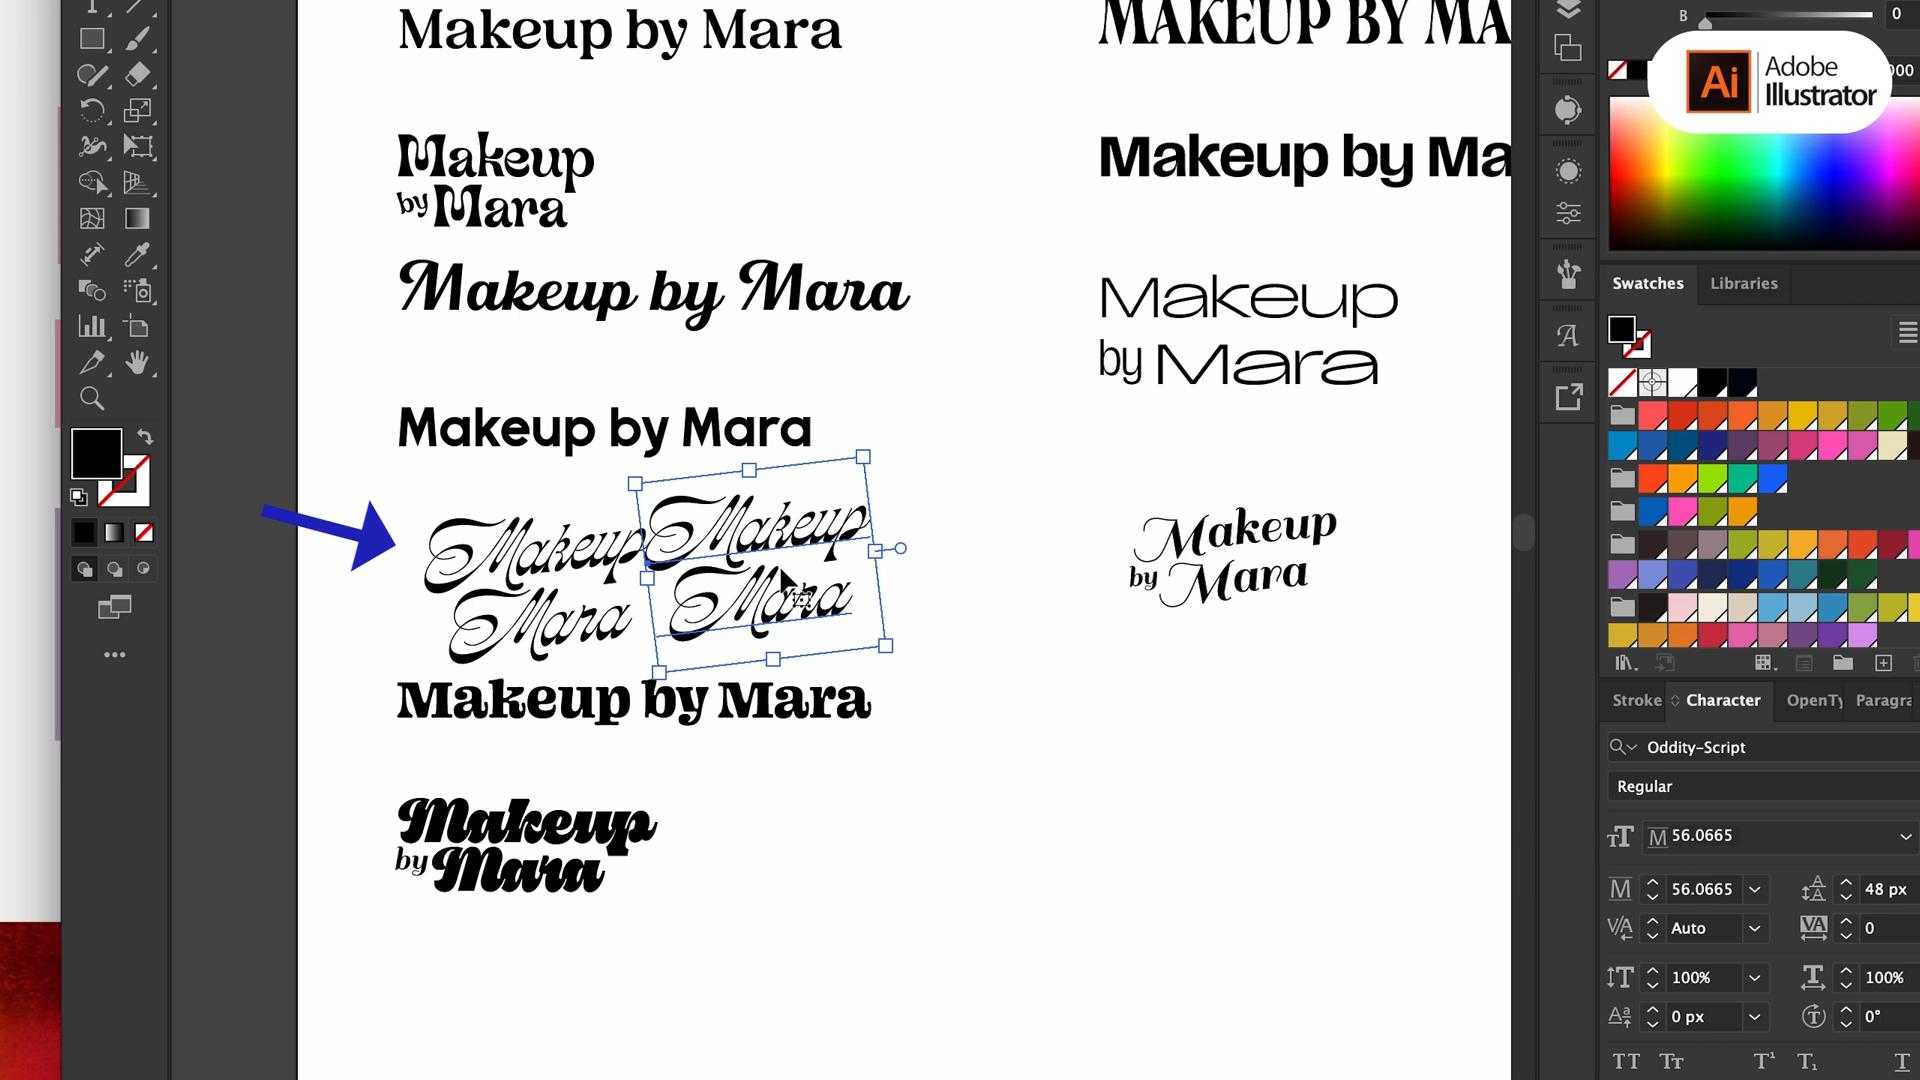 Makeup by Mara
MAKEUP BY MA
Makeup
by Mara
Makeup by Ma
Makeup by Mara
Makeup
by Mara
Makeup by Mara
Makeup
Mara
Makeup
Mara
Makeup
by Mara
Makeup by Mara
Makeup
by Mara
B
0
Ai
Adobe
Illustrator
00
Swatches
Libraries
Stroke
Character
OpenTy
Paragra
Oddity-Script
Regular
56.0665
56.0665
48 px
Auto
0
100%
100%
0 px
0°